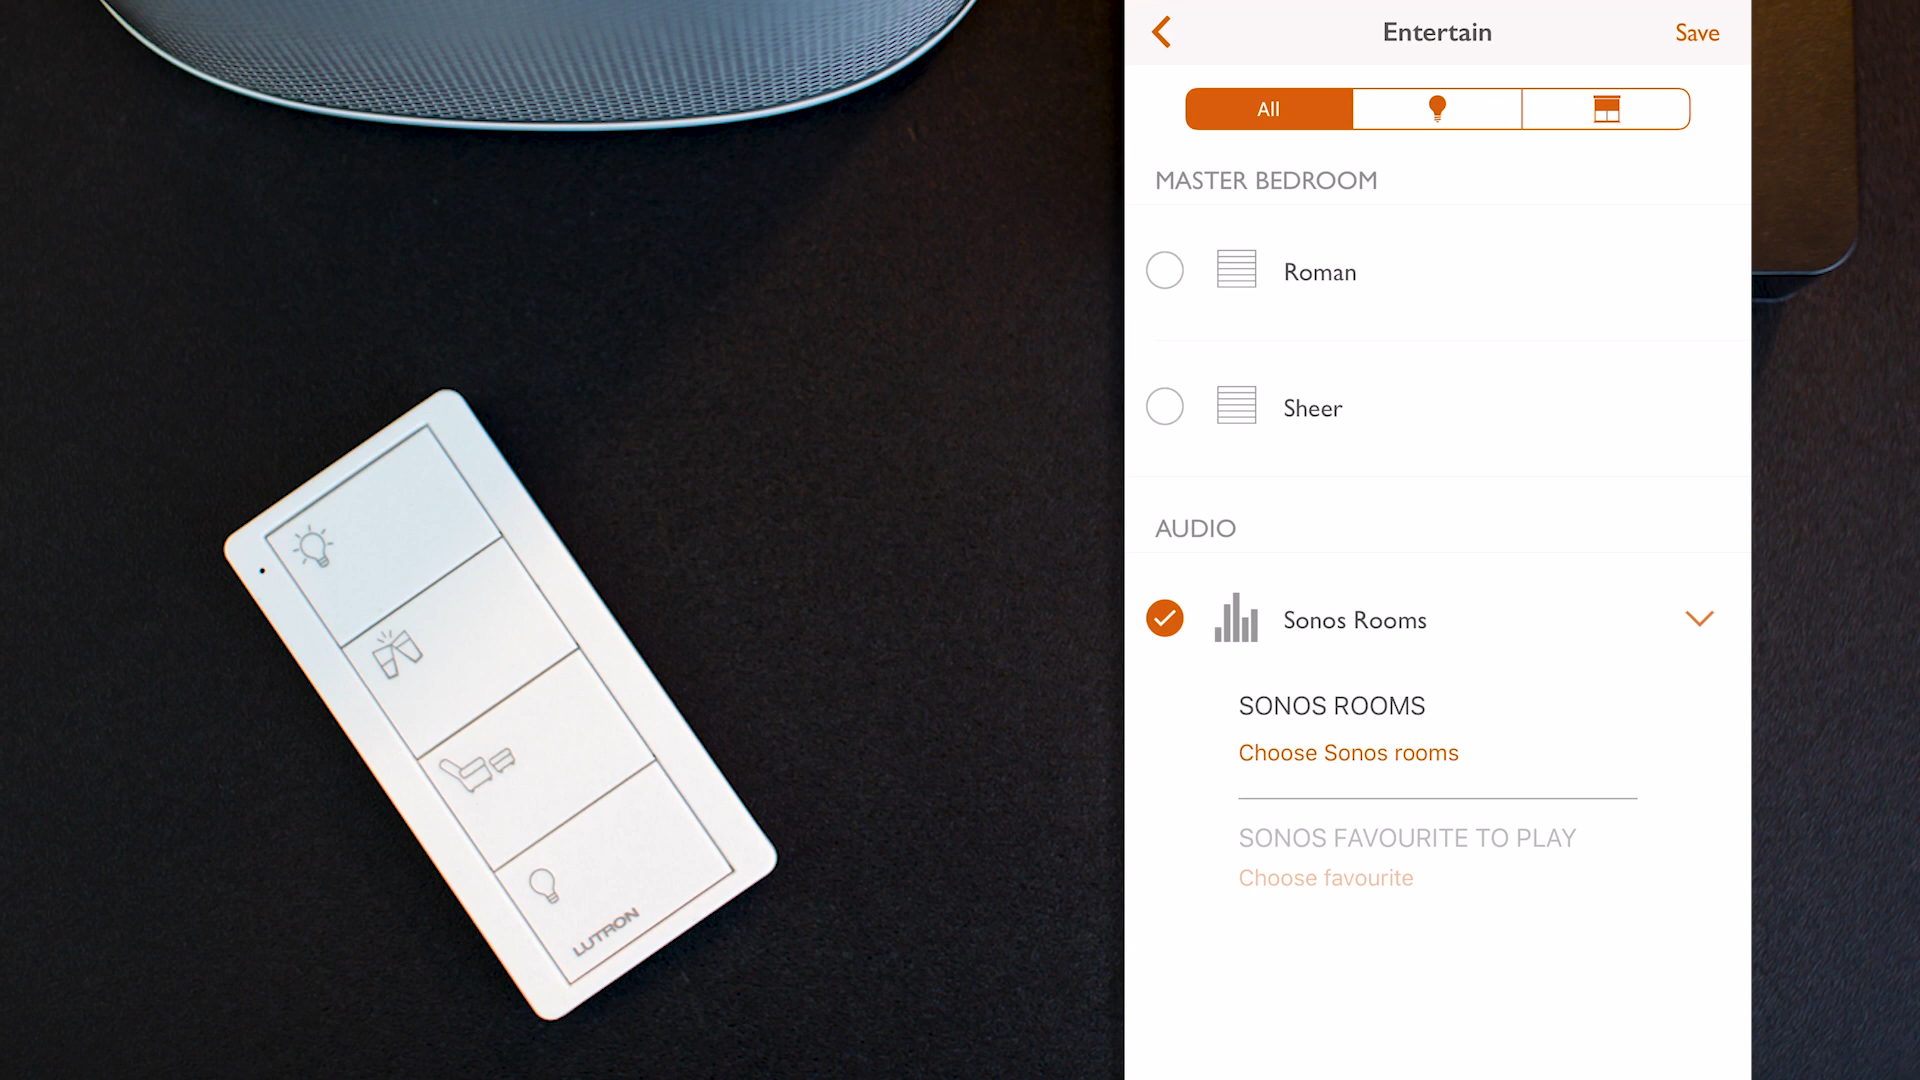 Entertain
Save
All
MASTER BEDROOM
Roman
Sheer
AUDIO
Sonos Rooms
SONOS ROOMS
Choose Sonos rooms
SONOS FAVOURITE TO PLAY
Choose favourite
LUTRON